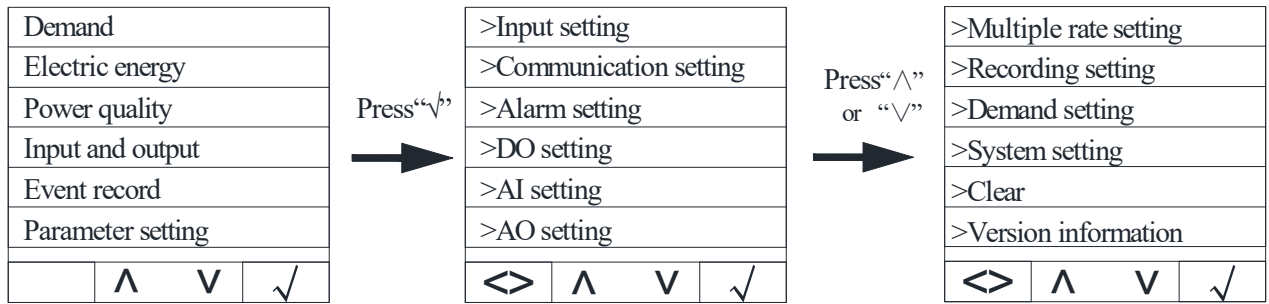 Demand
Electric energy
Power quality
Input and output
Event record
Parameter setting
∧ ∨ √
Press“√”
>Input setting
>Communication setting
>Alarm setting
>DO setting
>AI setting
>AO setting
<> ∧ ∨ √
Press“∧”
or “∨”
>Multiple rate setting
>Recording setting
>Demand setting
>System setting
>Clear
>Version information
<> ∧ ∨ √